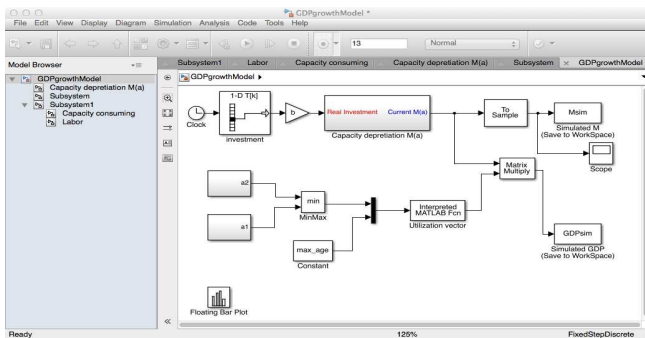 GDPgrowthModel *
File Edit View Display Diagram Simulation Analysis Code Tools Help
13
Normal
Model Browser
Subsystem1
Labor
Capacity consuming
Capacity depretiation M(a)
Subsystem
GDPgrowthModel
GDPgrowthModel
Capacity depretiation M(a)
Subsystem
Subsystem1
Capacity consuming
Labor
GDPgrowthModel
Clock
1-D T[k]
investment
b
Real Investment
Current M(a)
Capacity depretiation M(a)
To
Sample
Msim
Simulated M
(Save to WorkSpace)
Scope
Matrix
Multiply
a2
a1
min
MinMax
max_age
Constant
Interpreted
MATLAB Fcn
Utilization vector
GDPsim
Simulated GDP
(Save to WorkSpace)
Floating Bar Plot
Ready
125%
FixedStepDiscrete